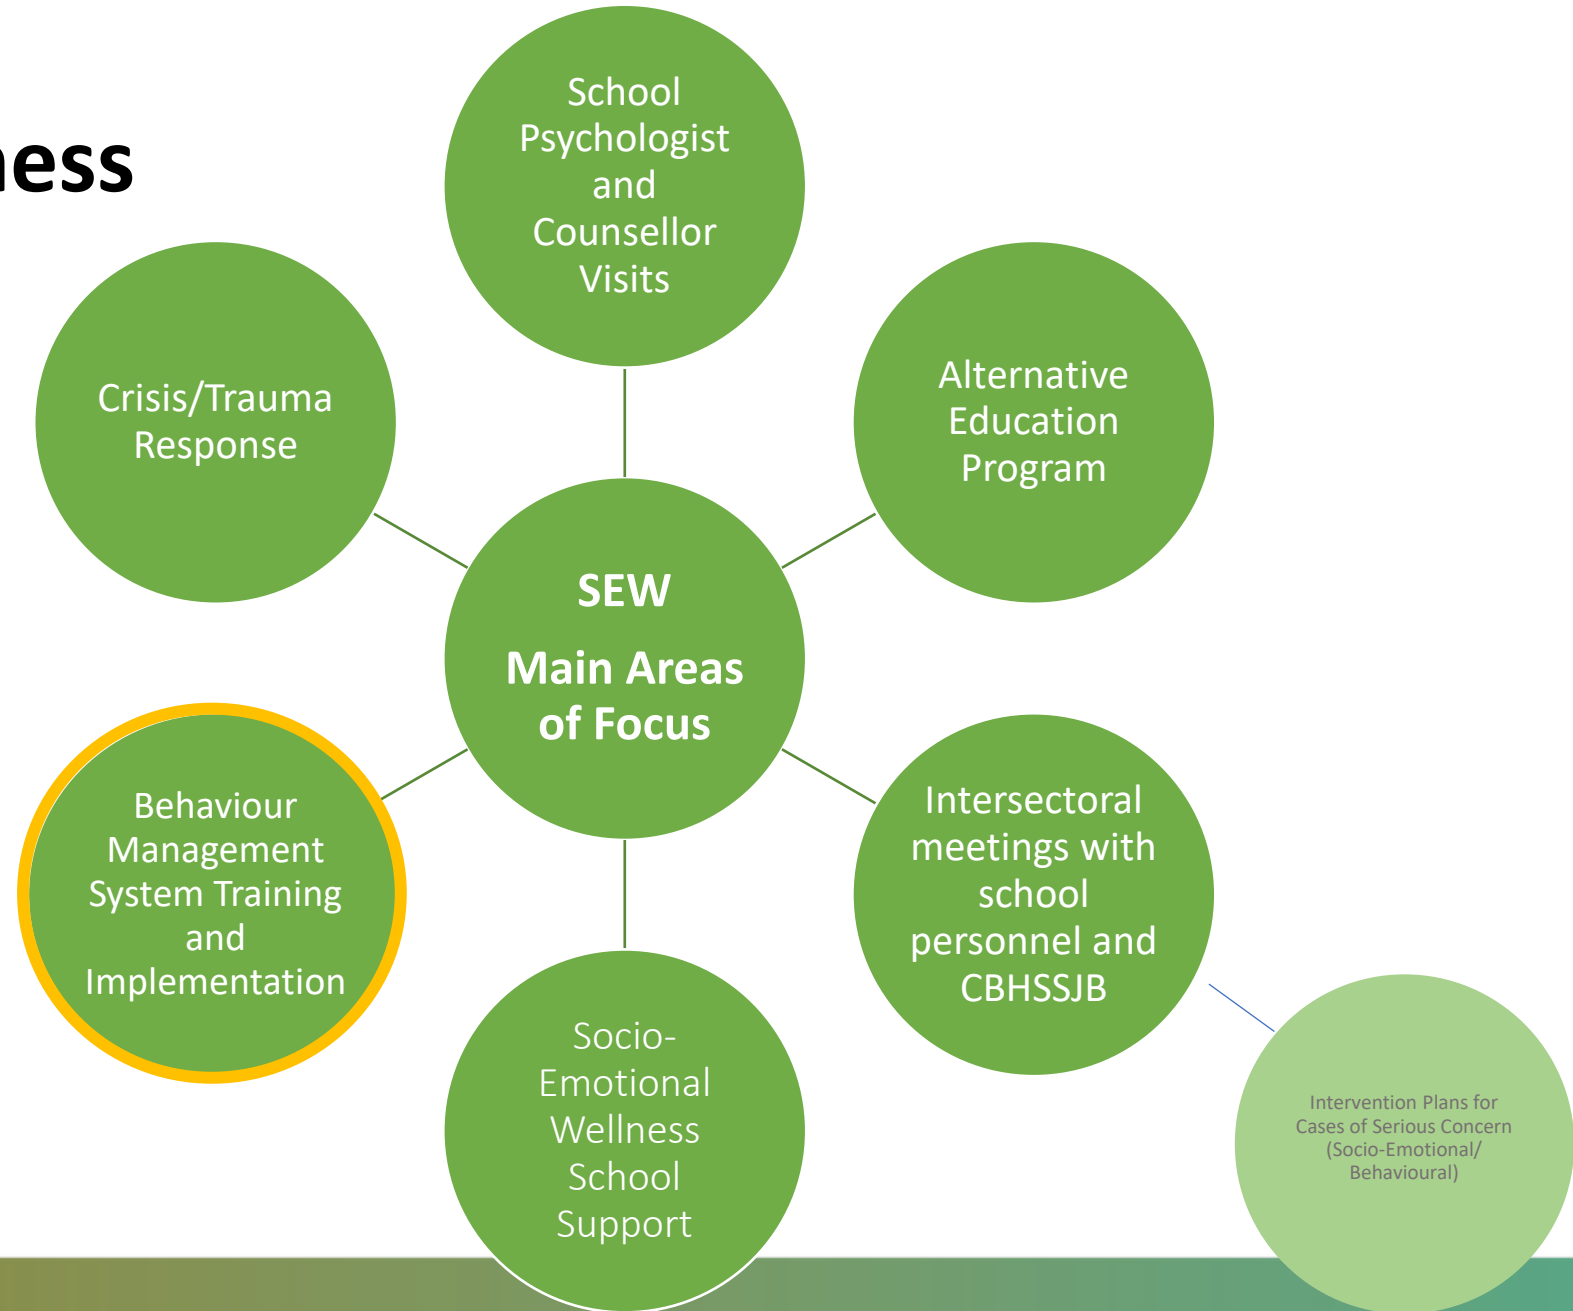 ness
School
Psychologist
and
Counsellor
Visits
Crisis/Trauma
Response
Alternative
Education
Program
SEW
Main Areas
of Focus
Behaviour
Management
System Training
and
Implementation
Intersectoral
meetings with
school
personnel and
CBHSSJB
Socio-
Emotional
Wellness
School
Support
Intervention Plans for
Cases of Serious Concern
(Socio-Emotional/
Behavioural)